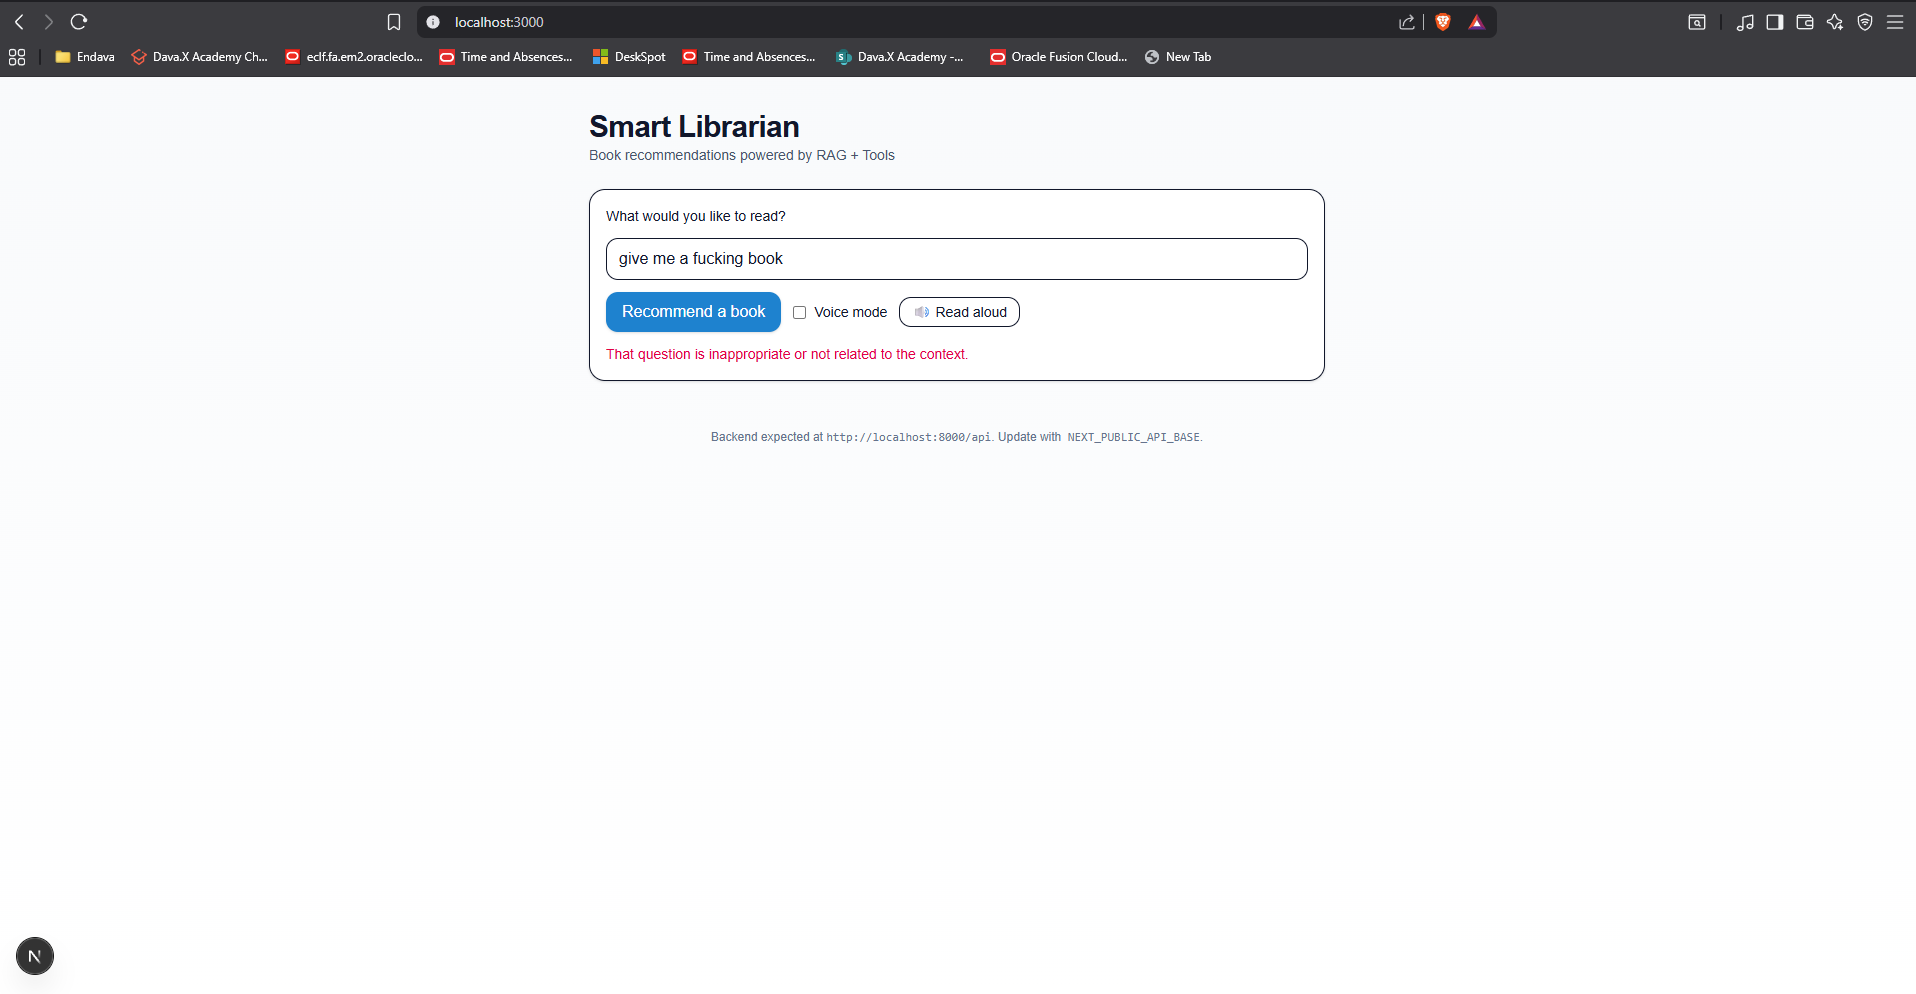 localhost:3000
Endava
Dava.X Academy Ch...
eclf.fa.em2.oracleclo...
Time and Absences...
DeskSpot
Time and Absences...
S
Dava.X Academy -...
Oracle Fusion Cloud...
New Tab
Smart Librarian
Book recommendations powered by RAG + Tools
What would you like to read?
give me a fucking book
Recommend a book
Voice mode
Read aloud
That question is inappropriate or not related to the context.
Backend expected at http://localhost:8000/api. Update with NEXT_PUBLIC_API_BASE.
N